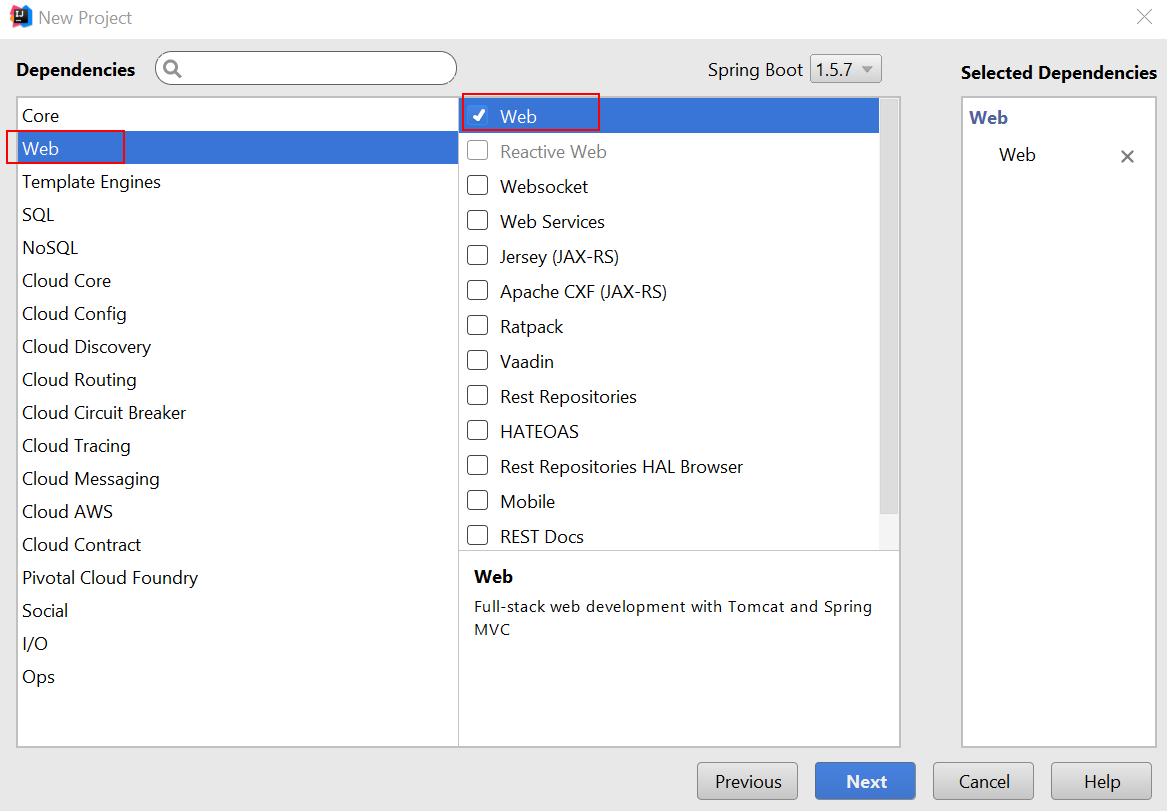 New Project
Dependencies
Spring Boot 1.5.7
Selected Dependencies
Core
Web
Template Engines
SQL
NoSQL
Cloud Core
Cloud Config
Cloud Discovery
Cloud Routing
Cloud Circuit Breaker
Cloud Tracing
Cloud Messaging
Cloud AWS
Cloud Contract
Pivotal Cloud Foundry
Social
I/O
Ops
Web
Reactive Web
Websocket
Web Services
Jersey (JAX-RS)
Apache CXF (JAX-RS)
Ratpack
Vaadin
Rest Repositories
HATEOAS
Rest Repositories HAL Browser
Mobile
REST Docs
Web
Full-stack web development with Tomcat and Spring
MVC
Web
Web
Previous
Next
Cancel
Help